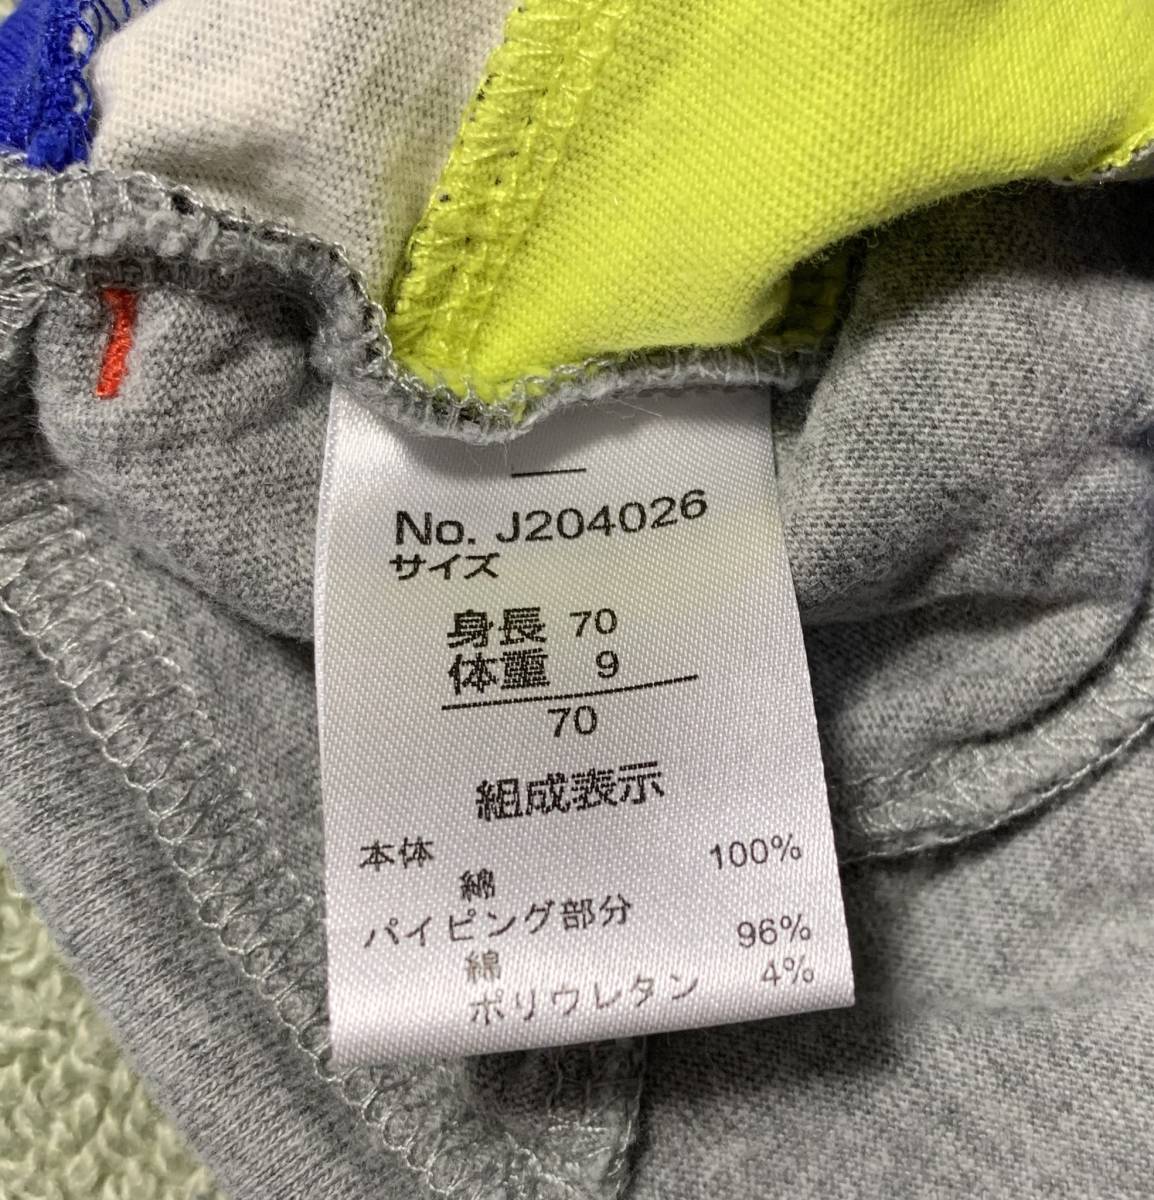 No. J204026
サイズ
身長 70
体重 9
70
組成表示
本体
綿 100%
パイピング部分
綿 96%
ポリウレタン 4%